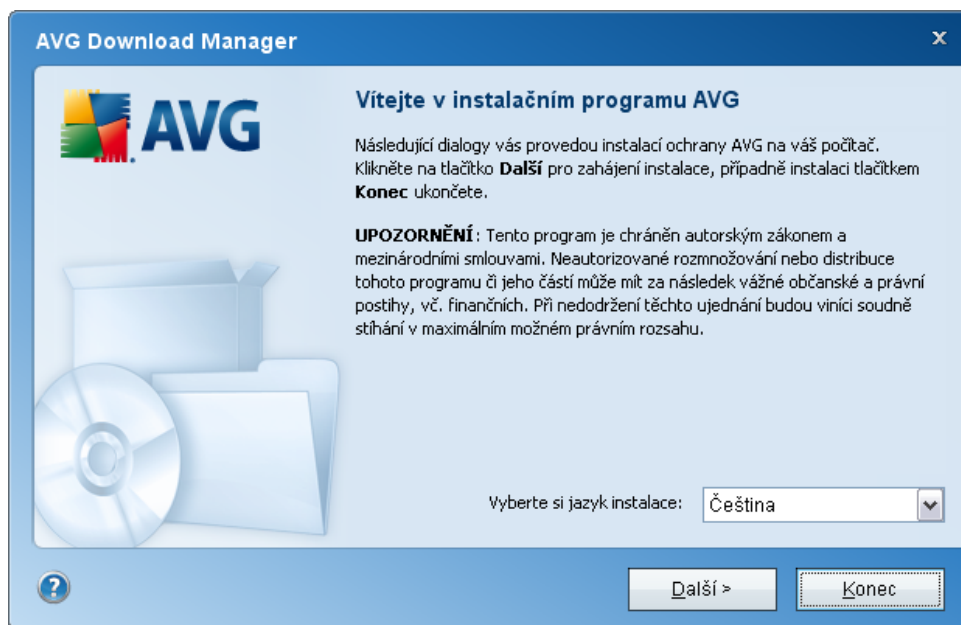 AVG Download Manager
x
AVG
Vítejte v instalačním programu AVG
Následující dialogy vás provedou instalací ochrany AVG na váš počítač.
Klikněte na tlačítko Další pro zahájení instalace, případně instalaci tlačítkem
Konec ukončete.
UPOZORNĚNÍ: Tento program je chráněn autorským zákonem a
mezinárodními smlouvami. Neautorizované rozmnožování nebo distribuce
tohoto programu či jeho částí může mít za následek vážné občanské a právní
postihy, vč. finančních. Při nedodržení těchto ujednání budou viníci soudně
stíháni v maximálním možném právním rozsahu.
Vyberte si jazyk instalace: Čeština
? Další > Konec